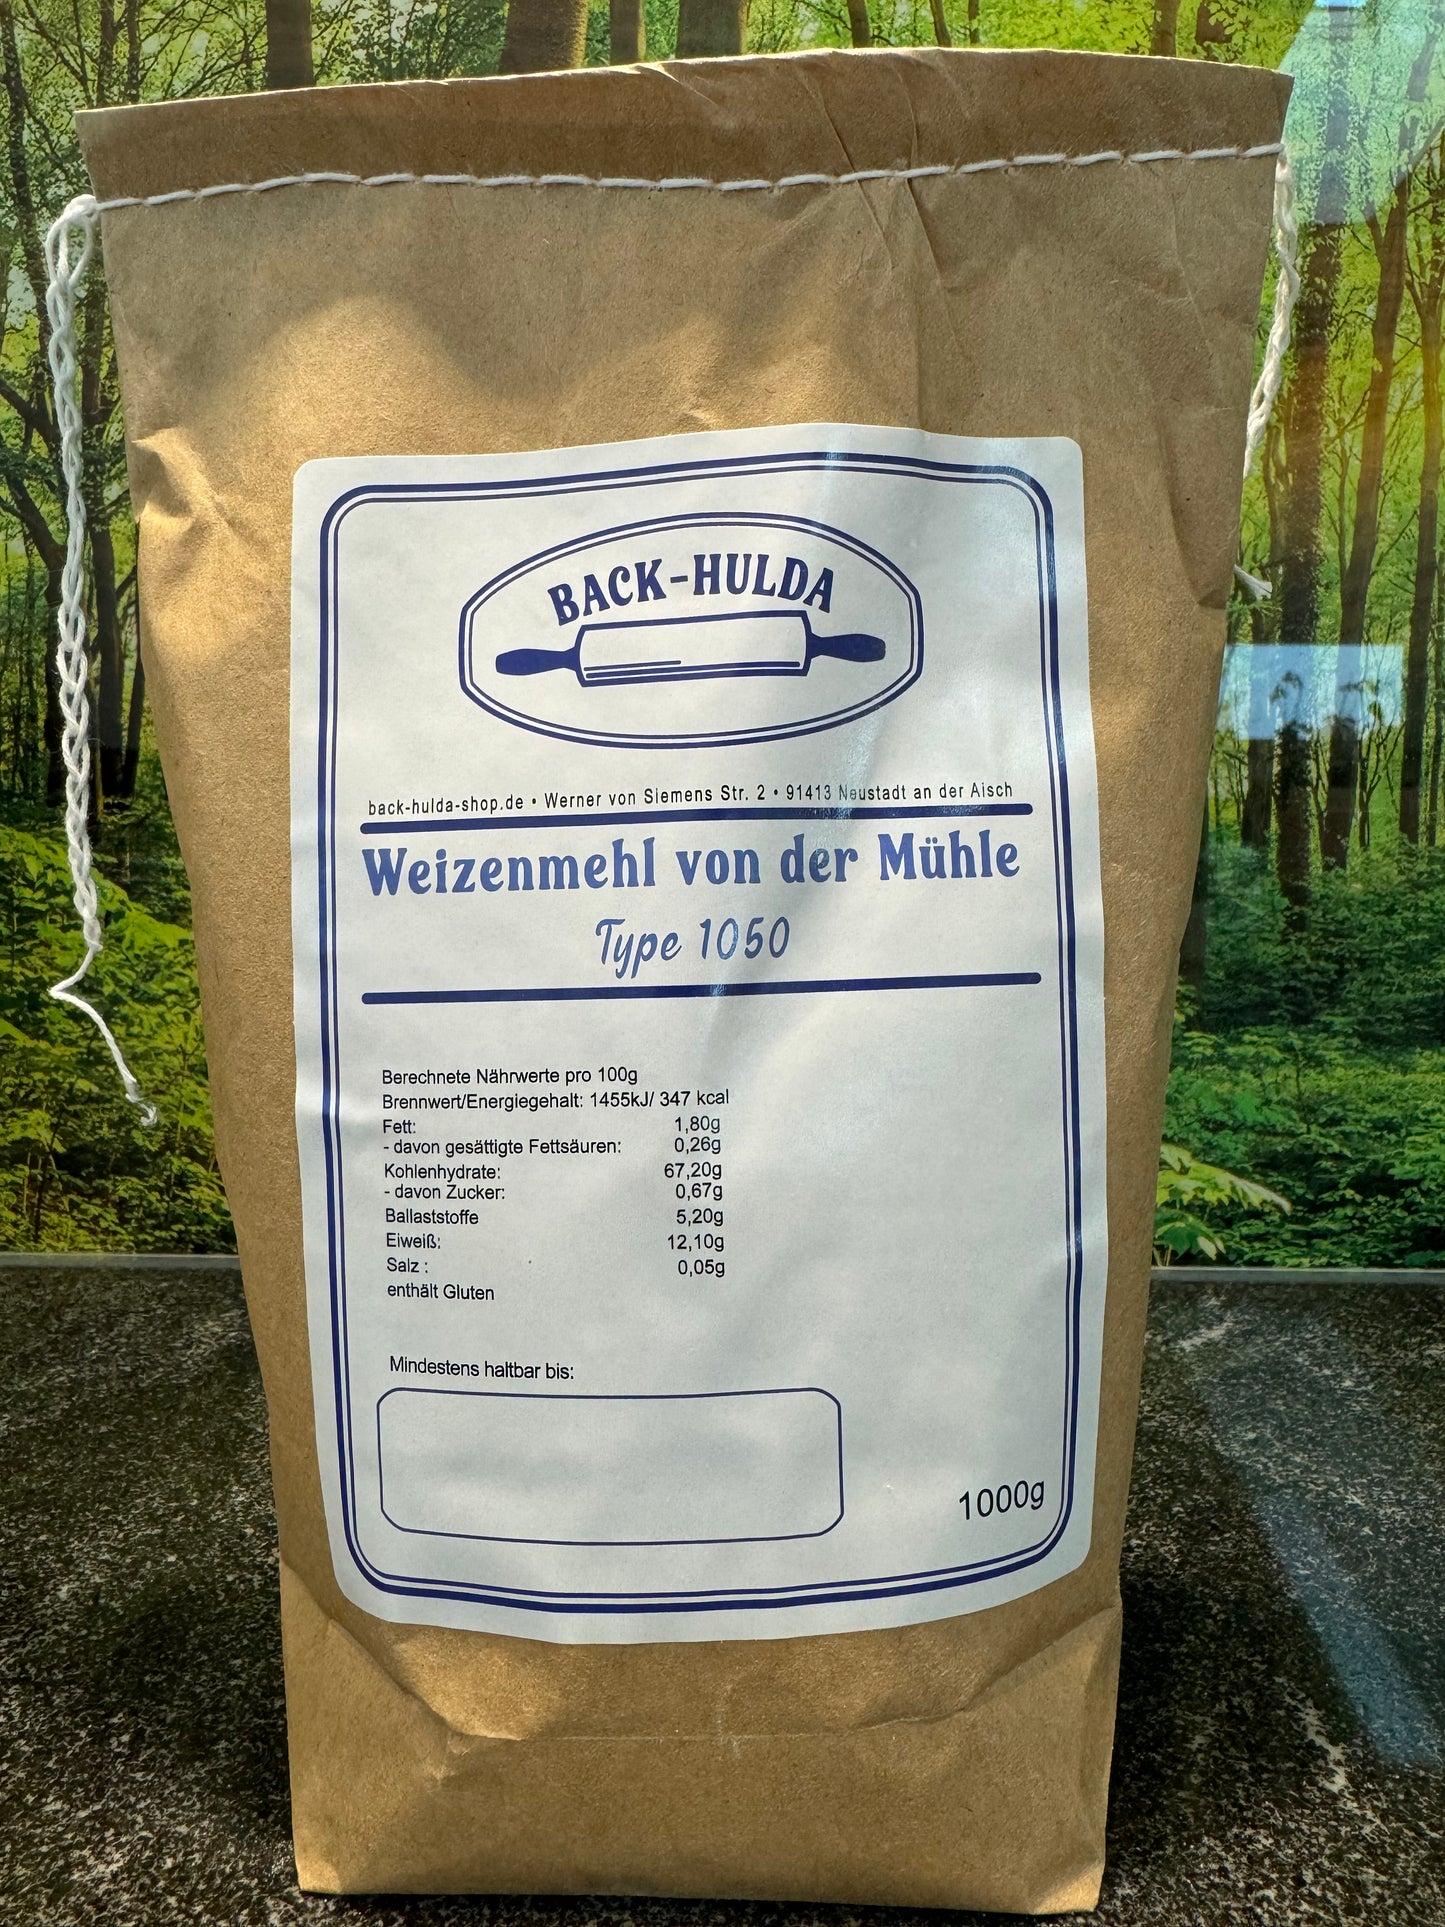 BACK-HULDA
back-hulda-shop.de • Werner von Siemens Str. 2 • 91413 Neustadt an der Aisch
Weizenmehl von der Mühle
Type 1050
Berechnete Nährwerte pro 100g
Brennwert/Energiegehalt: 1455kJ/ 347 kcal
Fett: 1,80g
- davon gesättigte Fettsäuren: 0,26g
Kohlenhydrate: 67,20g
- davon Zucker: 0,67g
Ballaststoffe 5,20g
Eiweiß: 12,10g
Salz : 0,05g
enthält Gluten
Mindestens haltbar bis:
1000g